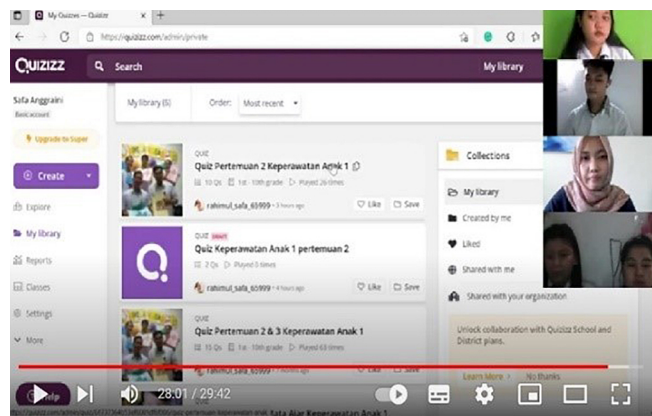 My Quizzes — Quizizz
https://quizizz.com/admin/private
QUIZIZZ
Search
My library
Safa Anggraini
Basic account
Upgrade to Super
Create
Explore
My library
Reports
Classes
Settings
More
Help
My library (5)
Order:
Most recent
QUIZ
Quiz Pertemuan 2 Keperawatan Anak 1
10 Qs
1st - 10th grade
Played 26 times
rahimul_safa_65999
Like
Save
QUIZ DRAFT
Quiz Keperawatan Anak 1 pertemuan 2
2 Qs
Played 0 times
rahimul_safa_65999
Like
Save
QUIZ
Quiz Pertemuan 2 & 3 Keperawatan Anak 1
15 Qs
1st - 10th grade
Played 63 times
rahimul_safa_65999
Like
Save
Collections
My library
Created by me
Liked
Shared with me
Shared with your organization
Unlock collaboration with Quizizz School and
District plans.
Learn More
No thanks
28:01 / 29:42